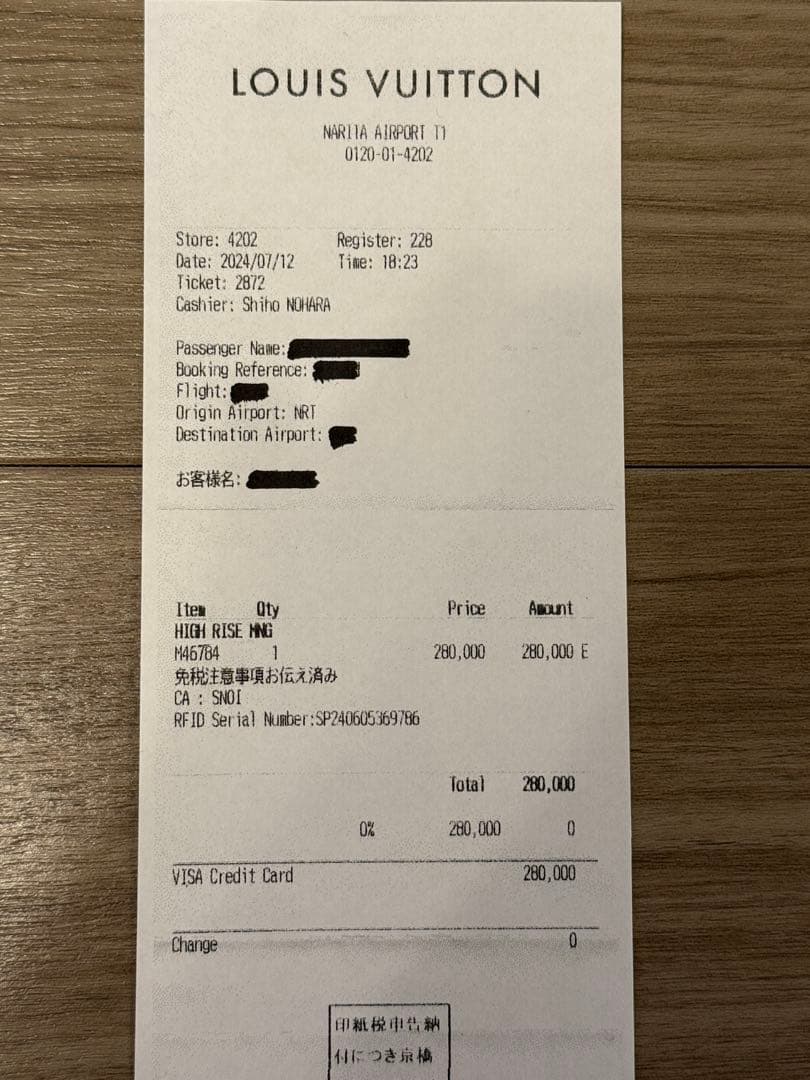 LOUIS VUITTON
NARITA AIRPORT T1
0120-01-4202
Store: 4202 Register: 228
Date: 2024/07/12 Time: 18:23
Ticket: 2872
Cashier: Shiho NOHARA
Passenger Name:
Booking Reference:
Flight:
Origin Airport: NRT
Destination Airport:
お客様名:
Item Qty Price Amount
HIGH RISE MNG
M46784 1 280,000 280,000 E
免税注意事項お伝え済み
CA : SNOI
RFID Serial Number:SP240605369786
Total 280,000
0% 280,000 0
VISA Credit Card 280,000
Change 0
印紙税申告納
付につき京橋